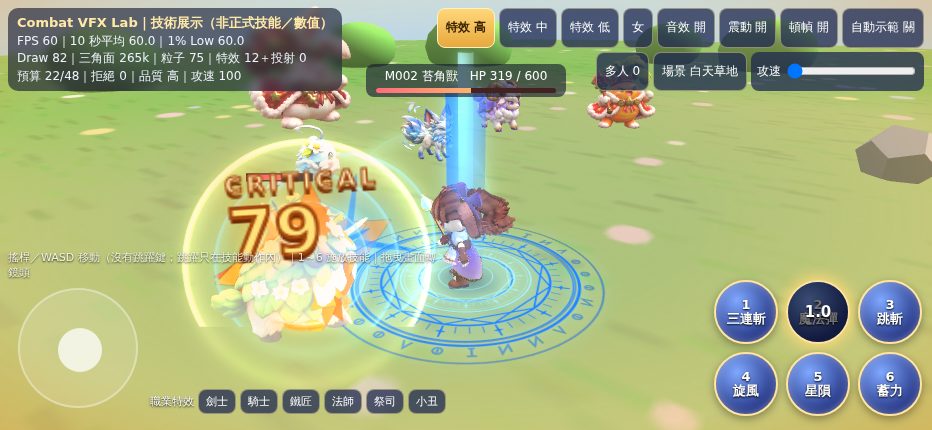 Combat VFX Lab｜技術展示（非正式技能／數值）
FPS 60｜10 秒平均 60.0｜1% Low 60.0
Draw 82｜三角面 265k｜粒子 75｜特效 12＋投射 0
預算 22/48｜拒絕 0｜品質 高｜攻速 100
特效 高
特效 中
特效 低
女
音效 開
震動 開
頓幀 開
自動示範 關
多人 0
場景 白天草地
攻速
M002 苔角獸 HP 319 / 600
CRITICAL
79
搖桿／WASD 移動（沒有跳躍鍵；跳躍只在技能動作內）｜1–6 施放技能｜拖曳畫面轉
鏡頭
1
三連斬
2
魔法彈
1.0
3
跳斬
4
旋風
5
星隕
6
蓄力
職業特效
劍士
騎士
鐵匠
法師
祭司
小丑